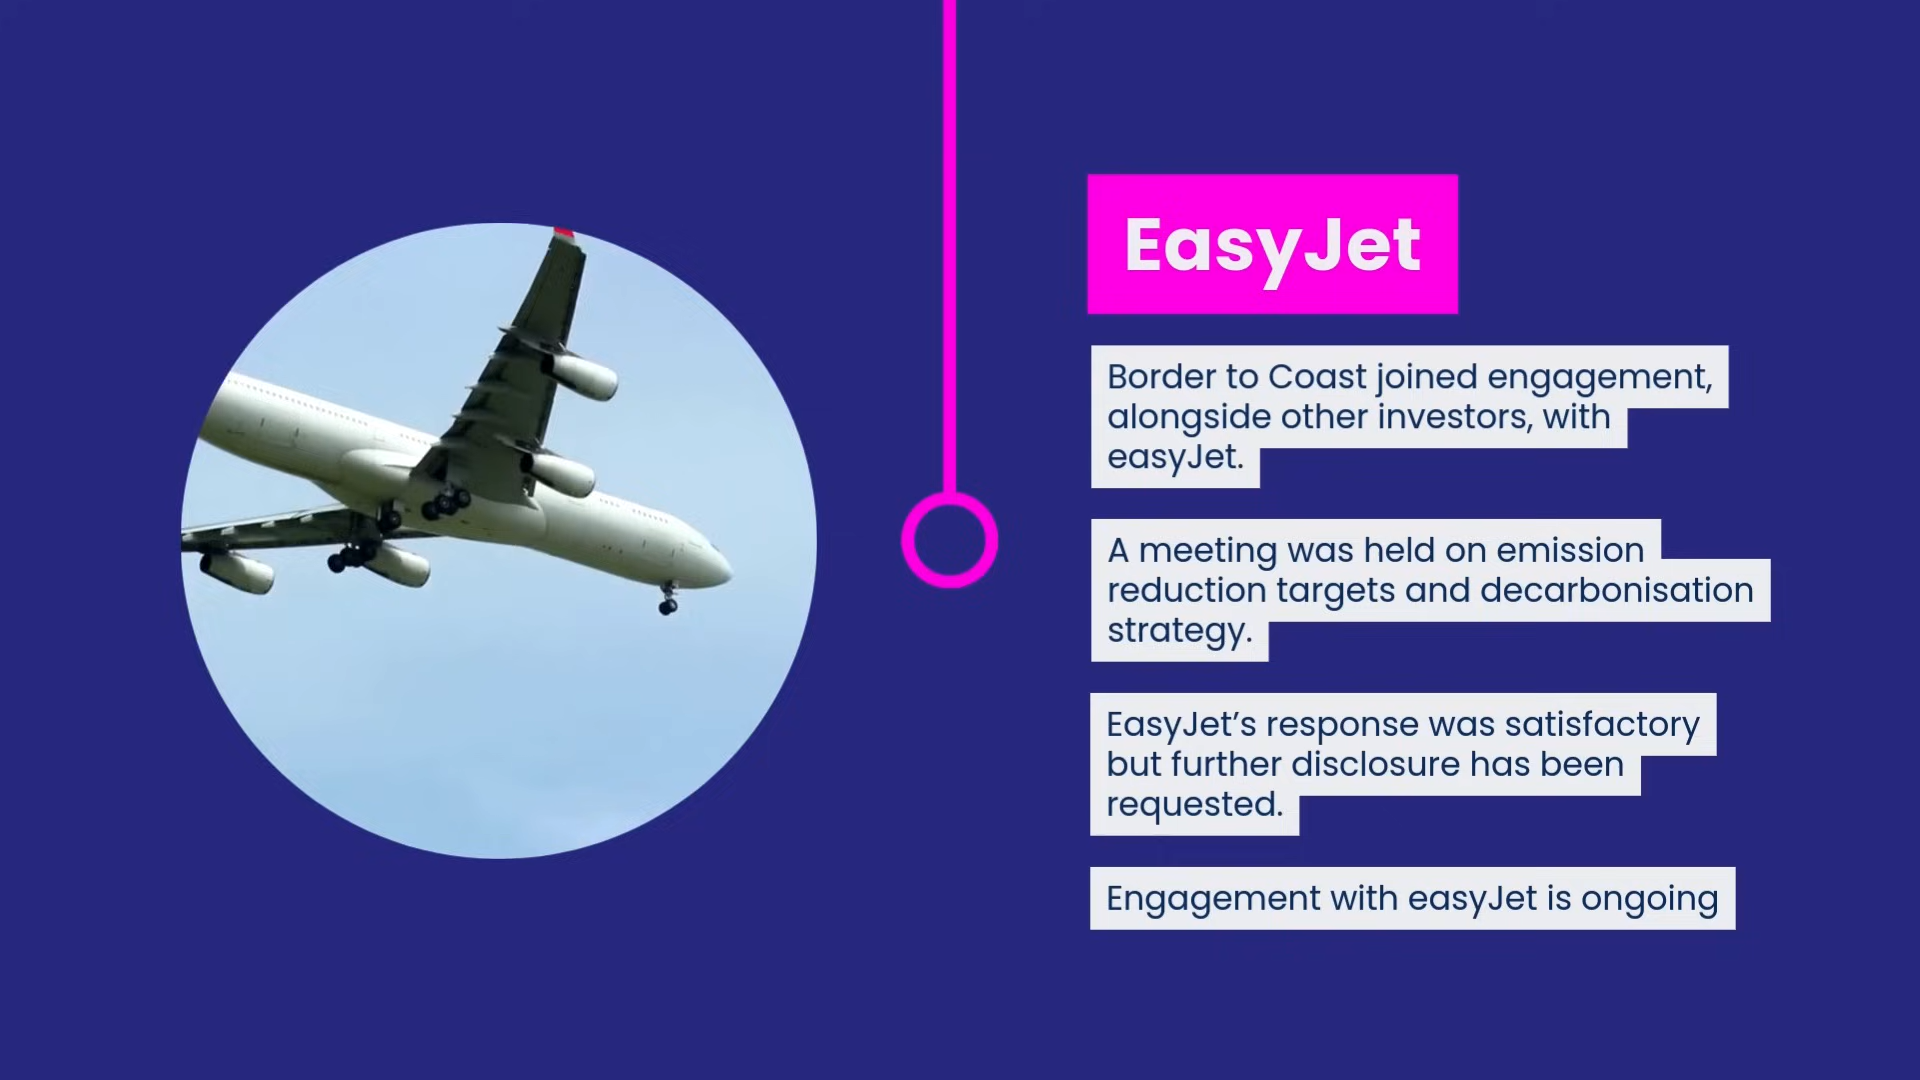 EasyJet
Border to Coast joined engagement,
alongside other investors, with
easyJet.
A meeting was held on emission
reduction targets and decarbonisation
strategy.
EasyJet’s response was satisfactory
but further disclosure has been
requested.
Engagement with easyJet is ongoing